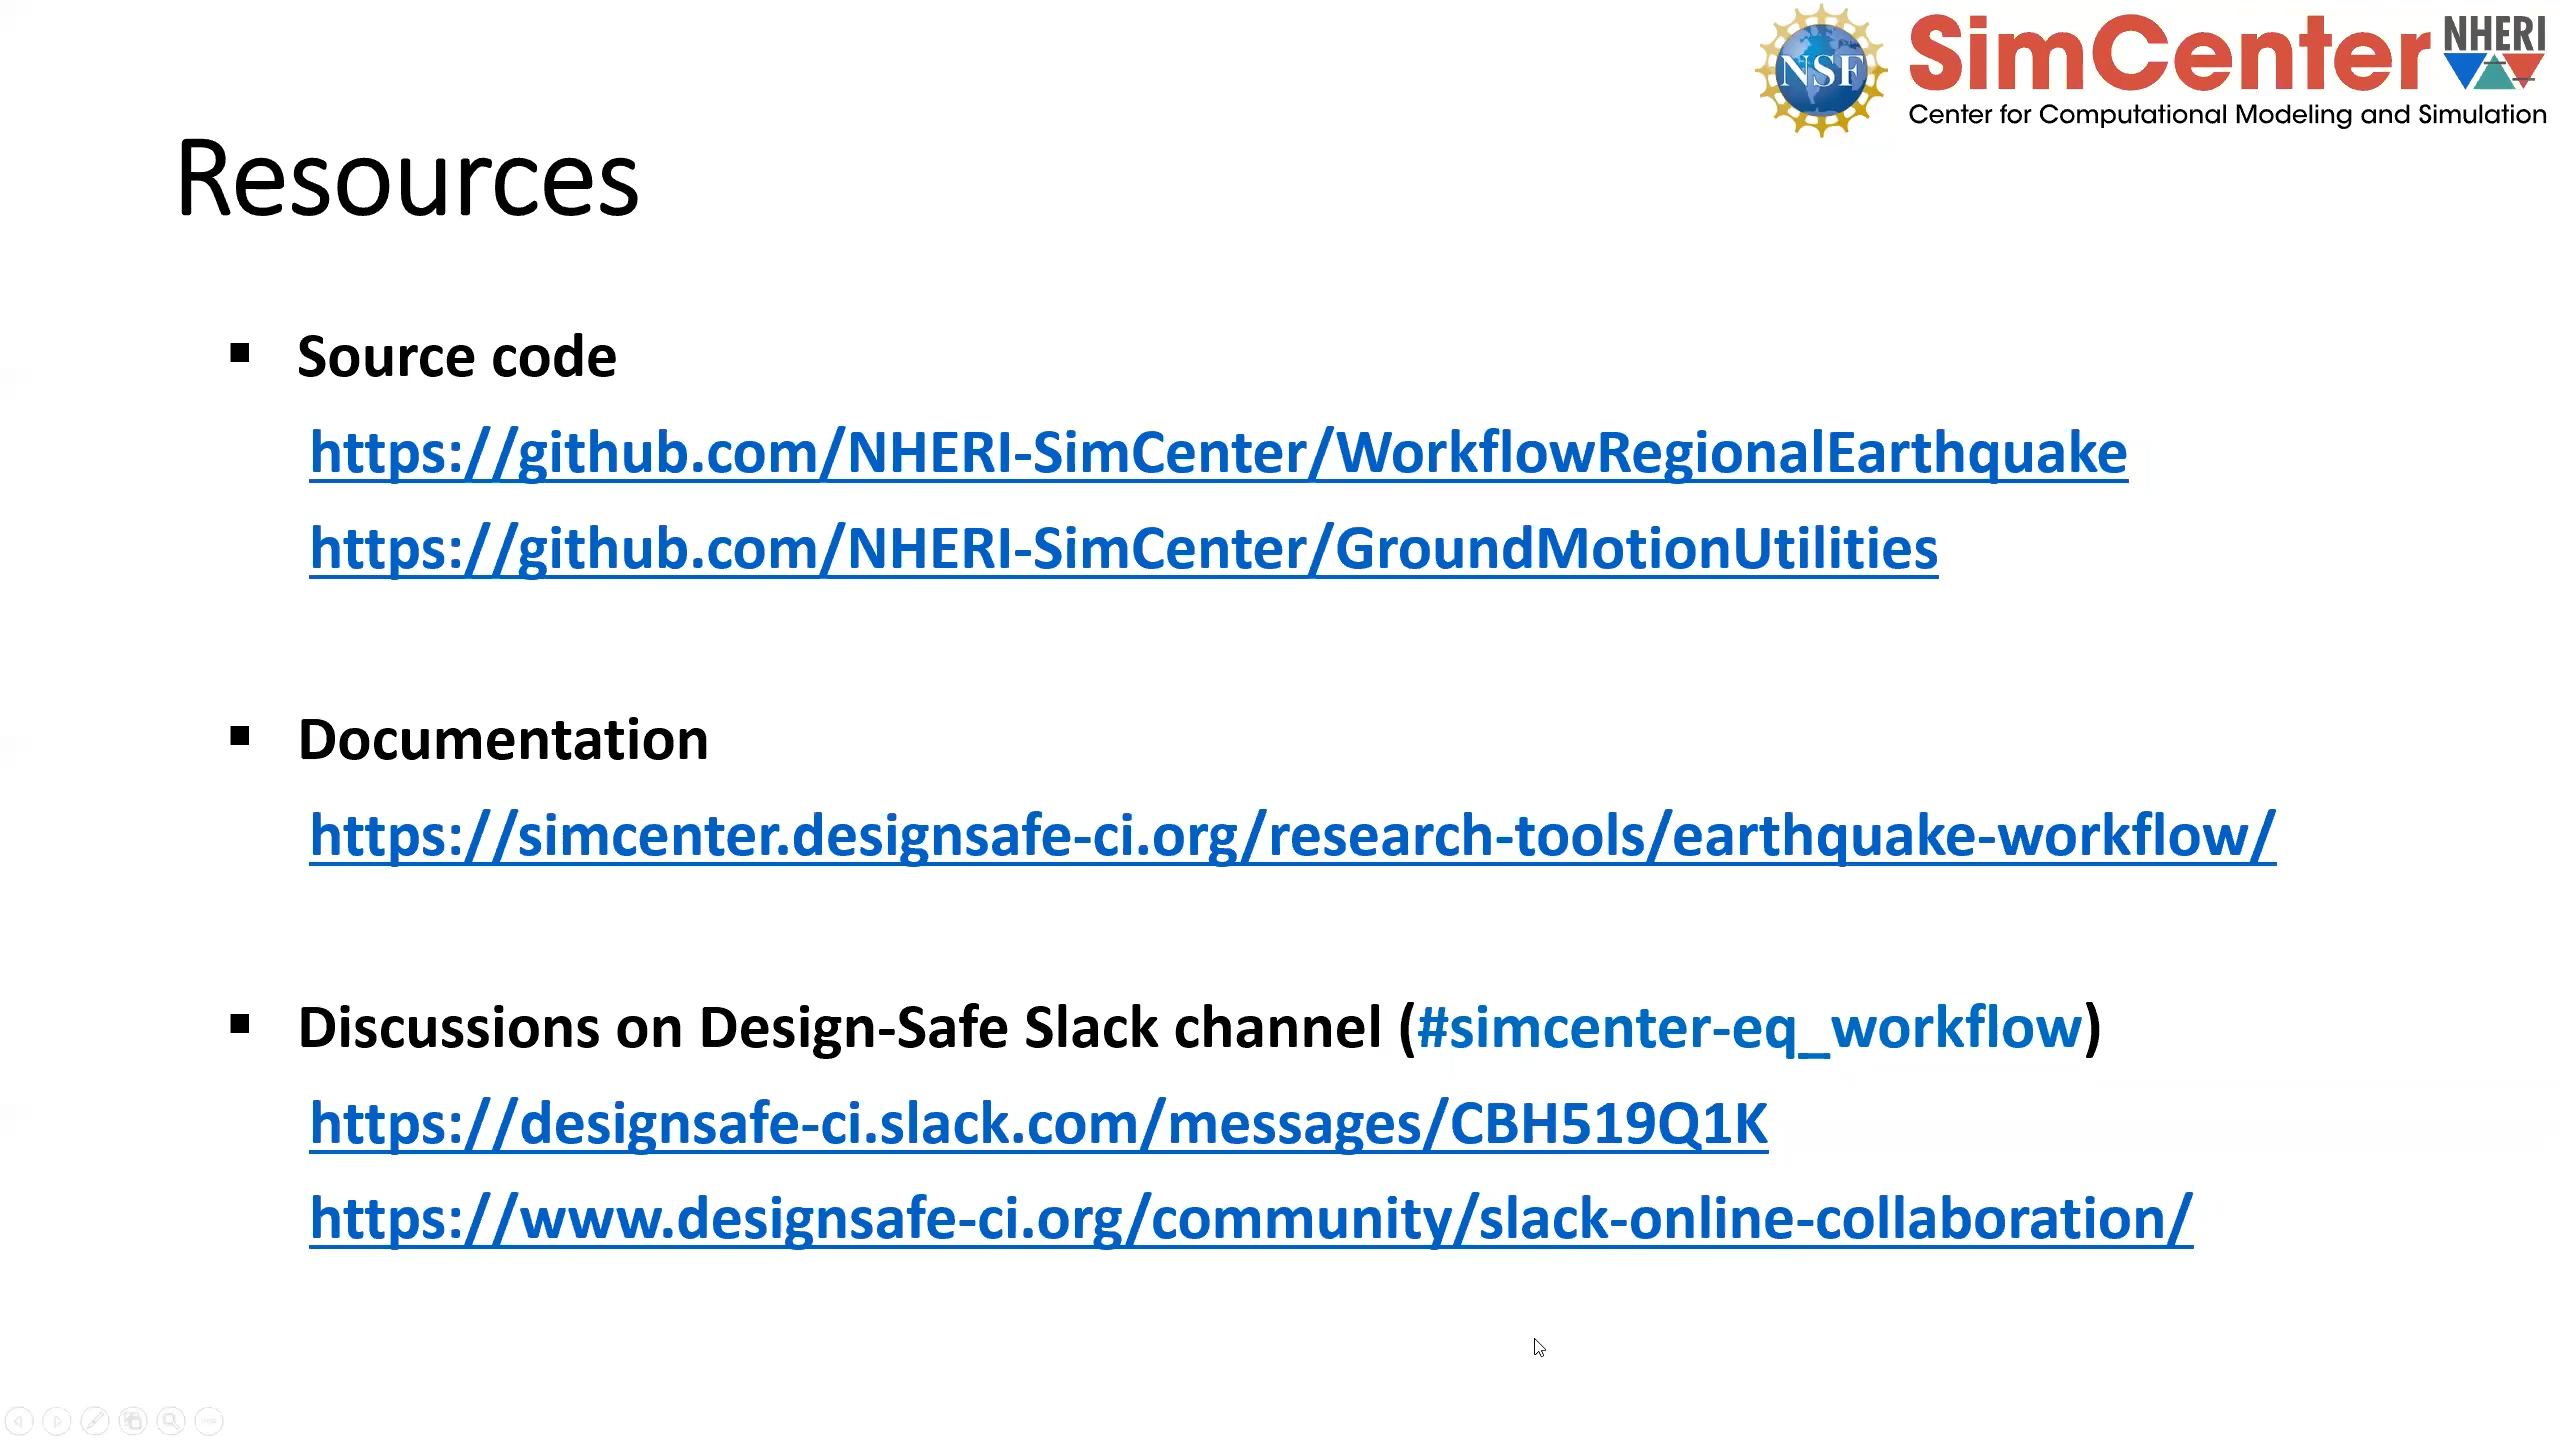 NSF
SimCenter
NHERI
Center for Computational Modeling and Simulation
Resources
▪ Source code
https://github.com/NHERI-SimCenter/WorkflowRegionalEarthquake
https://github.com/NHERI-SimCenter/GroundMotionUtilities
▪ Documentation
https://simcenter.designsafe-ci.org/research-tools/earthquake-workflow/
▪ Discussions on Design-Safe Slack channel (#simcenter-eq_workflow)
https://designsafe-ci.slack.com/messages/CBH519Q1K
https://www.designsafe-ci.org/community/slack-online-collaboration/